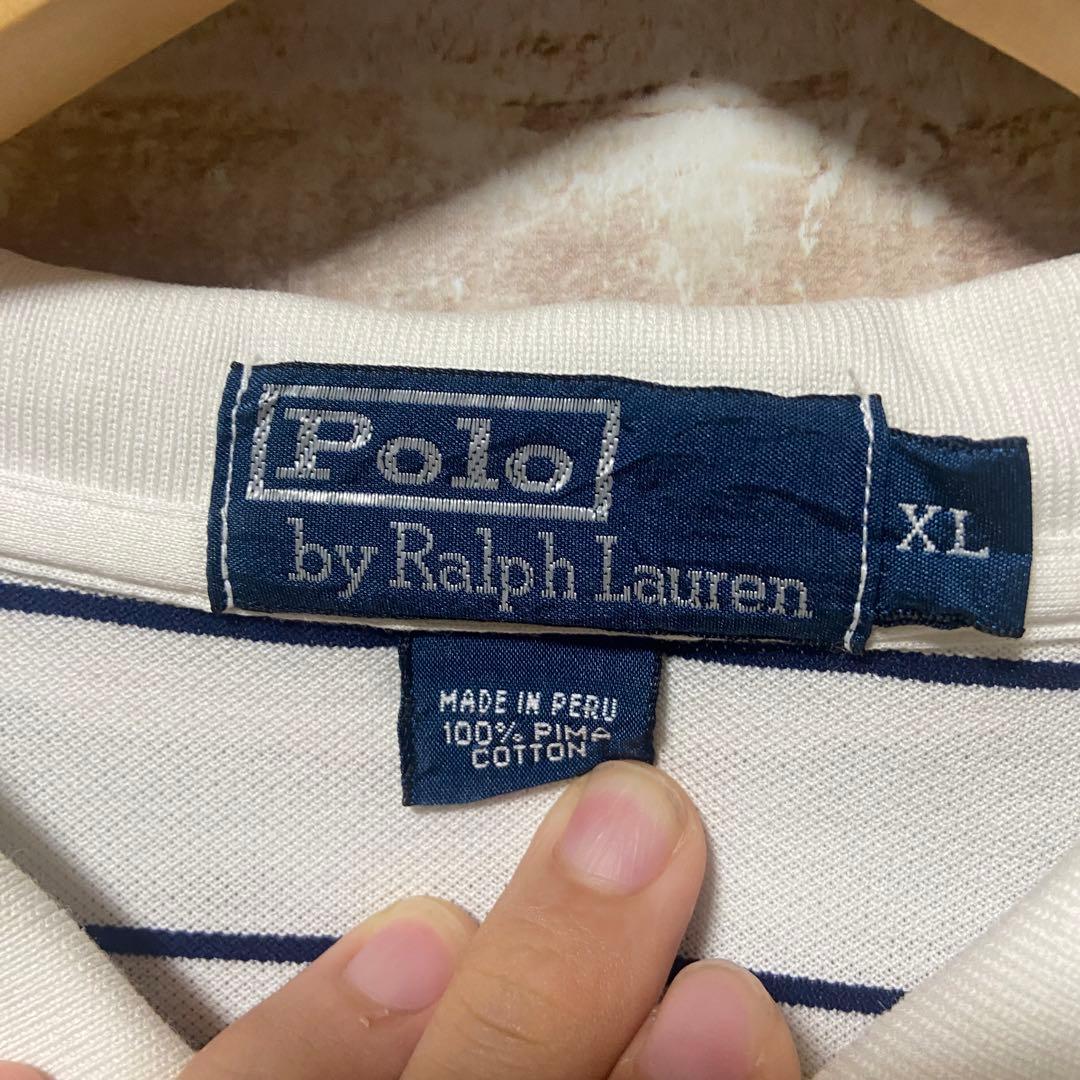 Polo
by Ralph Lauren
XL
MADE IN PERU
100% PIMA
COTTON